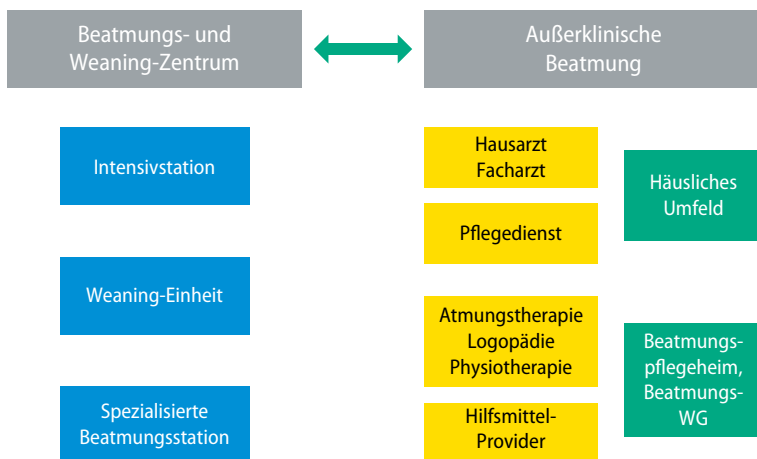 Beatmungs- und
Weaning-Zentrum
Außerklinische
Beatmung
Intensivstation
Weaning-Einheit
Spezialisierte
Beatmungsstation
Hausarzt
Facharzt
Pflegedienst
Atmungstherapie
Logopädie
Physiotherapie
Hilfsmittel-
Provider
Häusliches
Umfeld
Beatmungs-
pflegeheim,
Beatmungs-
WG